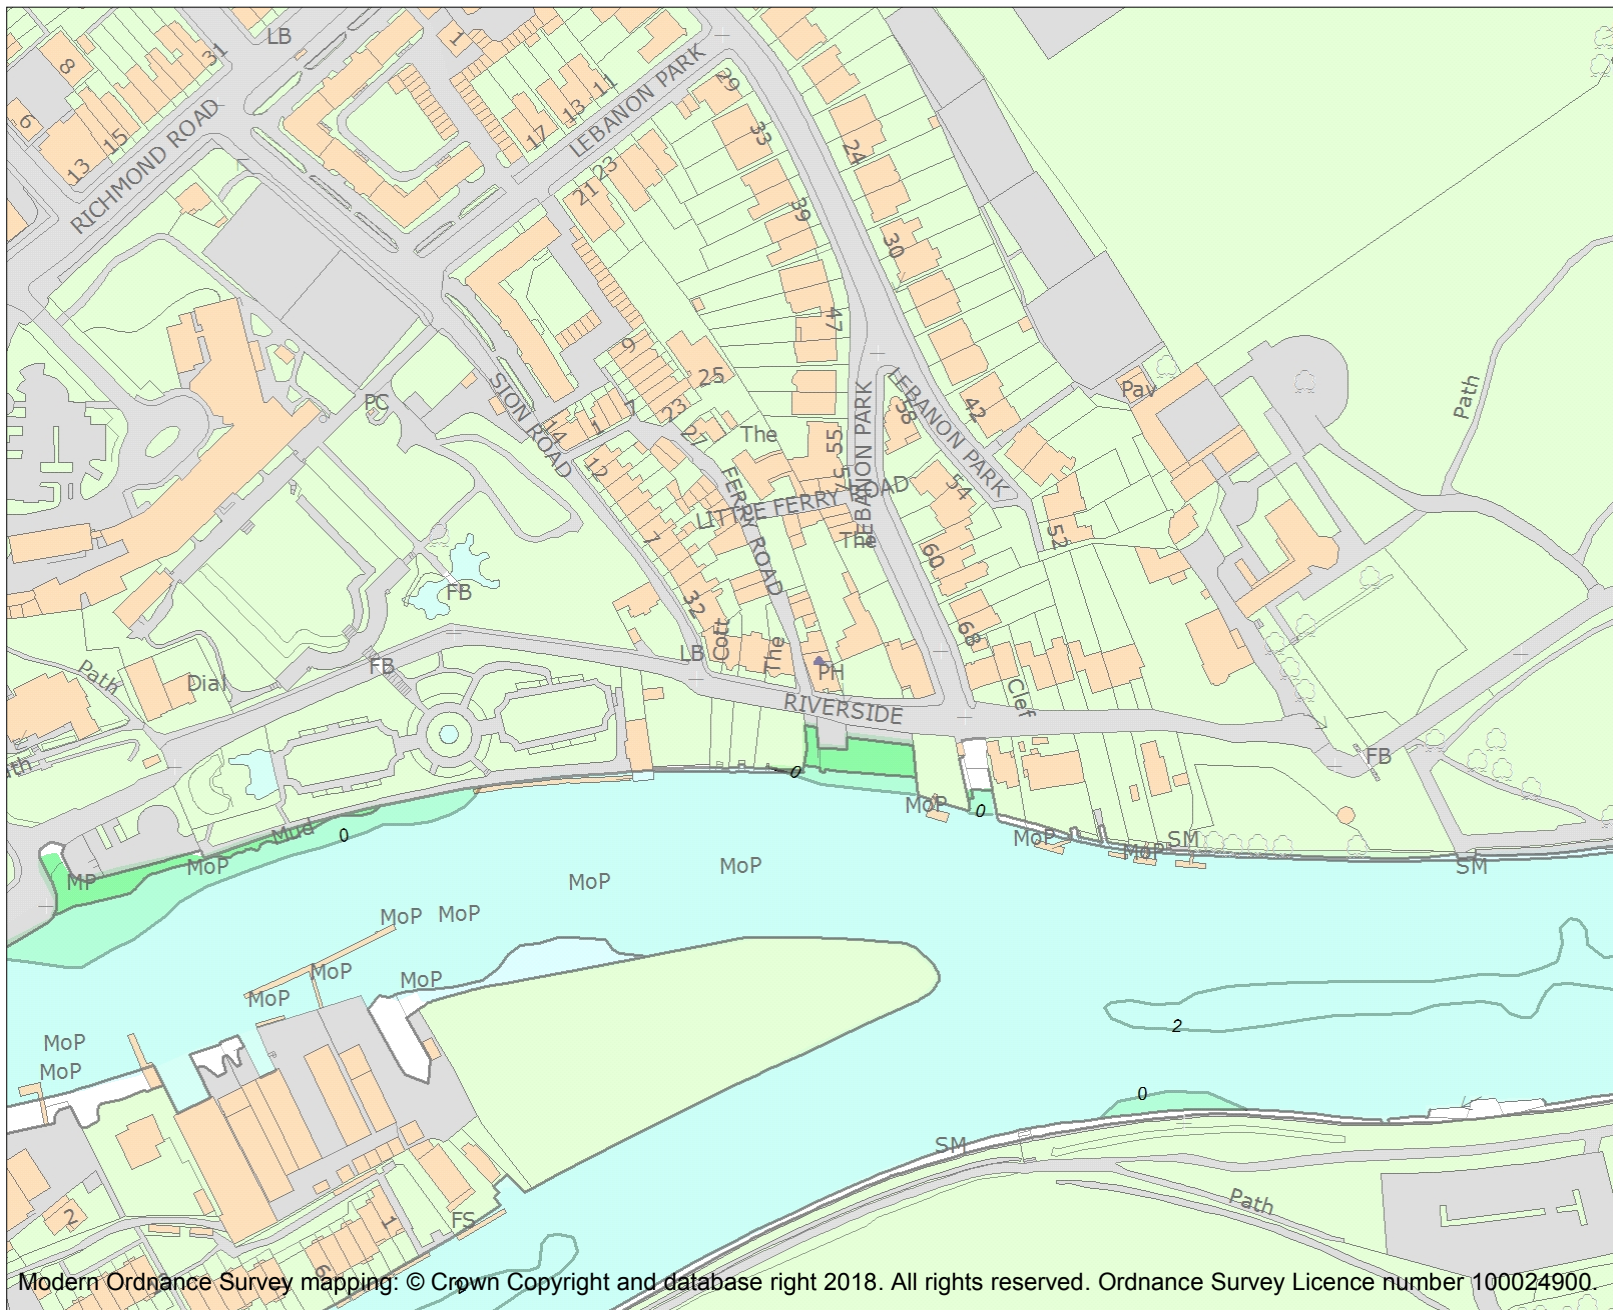 LB
1
31
8
LEBANON PARK
29
11
13
17
6
15
13
RICHMOND ROAD
33
24
23
21
39
30
47
9
25
LEBANON PARK
SION ROAD
PC
7
23
58
42
Pav
Path
14
1
27
The
55
LEBANON PARK
12
57
54
FERRY ROAD
LITTLE FERRY ROAD
7
The
60
52
FB
32
Cott
The
68
LB
FB
Path
Dial
PH
Clef
RIVERSIDE
FB
ath
0
MoP
0
Mud
0
MoP
SM
MoP
MoP
MoP
SM
MP
MoP
MoP
MoP
MoP
MoP
MoP
2
MoP
MoP
0
SM
2
1
Path
FS
6
Modern Ordnance Survey mapping: © Crown Copyright and database right 2018. All rights reserved. Ordnance Survey Licence number 100024900.